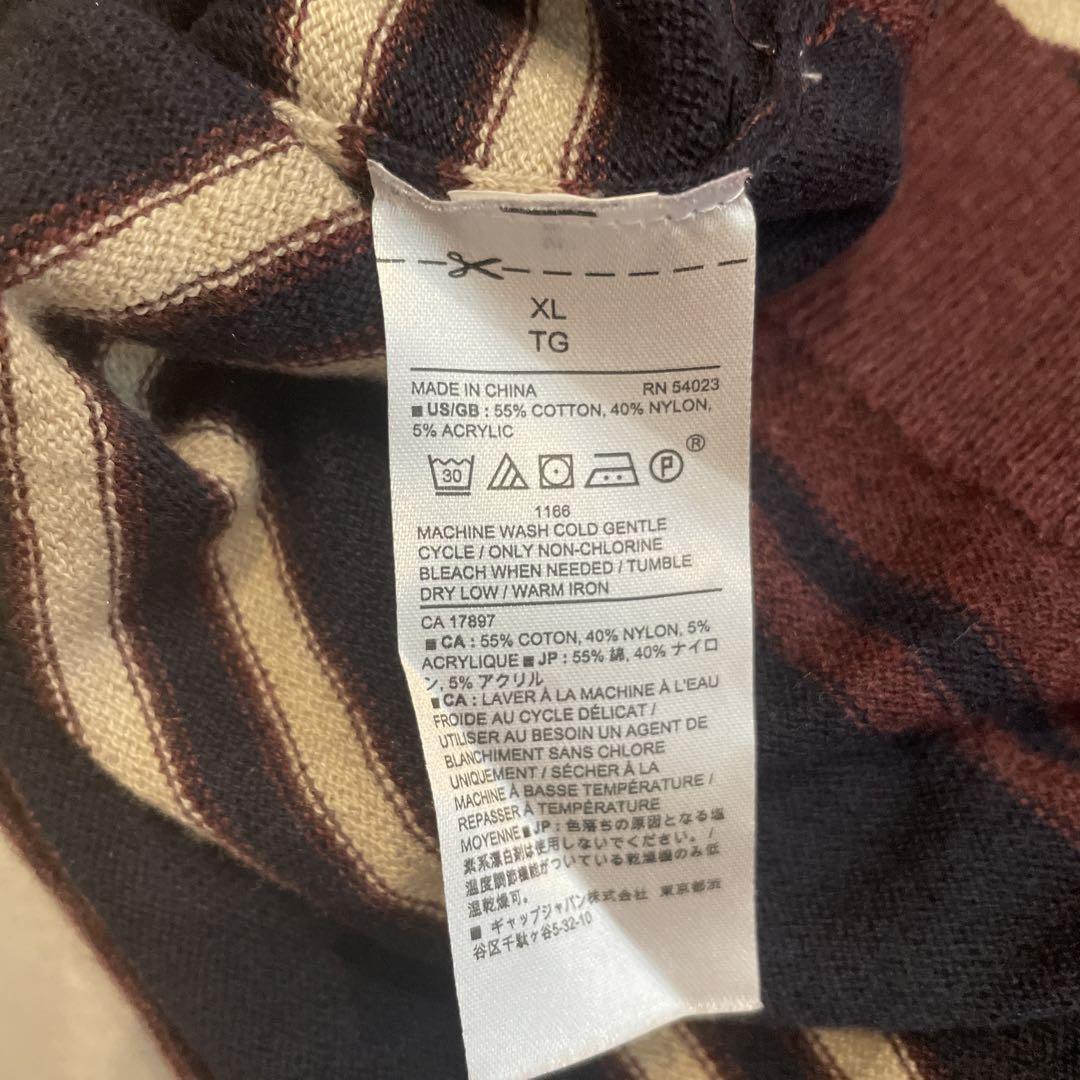 XL
TG
MADE IN CHINA RN 54023
■ US/GB : 55% COTTON, 40% NYLON,
5% ACRYLIC
30 P ®
1166
MACHINE WASH COLD GENTLE
CYCLE / ONLY NON-CHLORINE
BLEACH WHEN NEEDED / TUMBLE
DRY LOW / WARM IRON
CA 17897
■ CA : 55% COTON, 40% NYLON, 5%
ACRYLIQUE ■ JP : 55% 綿, 40% ナイロ
ン, 5% アクリル
■ CA : LAVER À LA MACHINE À L'EAU
FROIDE AU CYCLE DÉLICAT /
UTILISER AU BESOIN UN AGENT DE
BLANCHIMENT SANS CHLORE
UNIQUEMENT / SÉCHER À LA
MACHINE À BASSE TEMPÉRATURE /
REPASSER À TEMPÉRATURE
MOYENNE ■ JP : 色落ちの原因となる塩
素系漂白剤は使用しないでください。 /
温度調節機能がついている乾燥機のみ低
温乾燥可。
■ ギャップジャパン株式会社 東京都渋
谷区千駄ヶ谷5-32-10